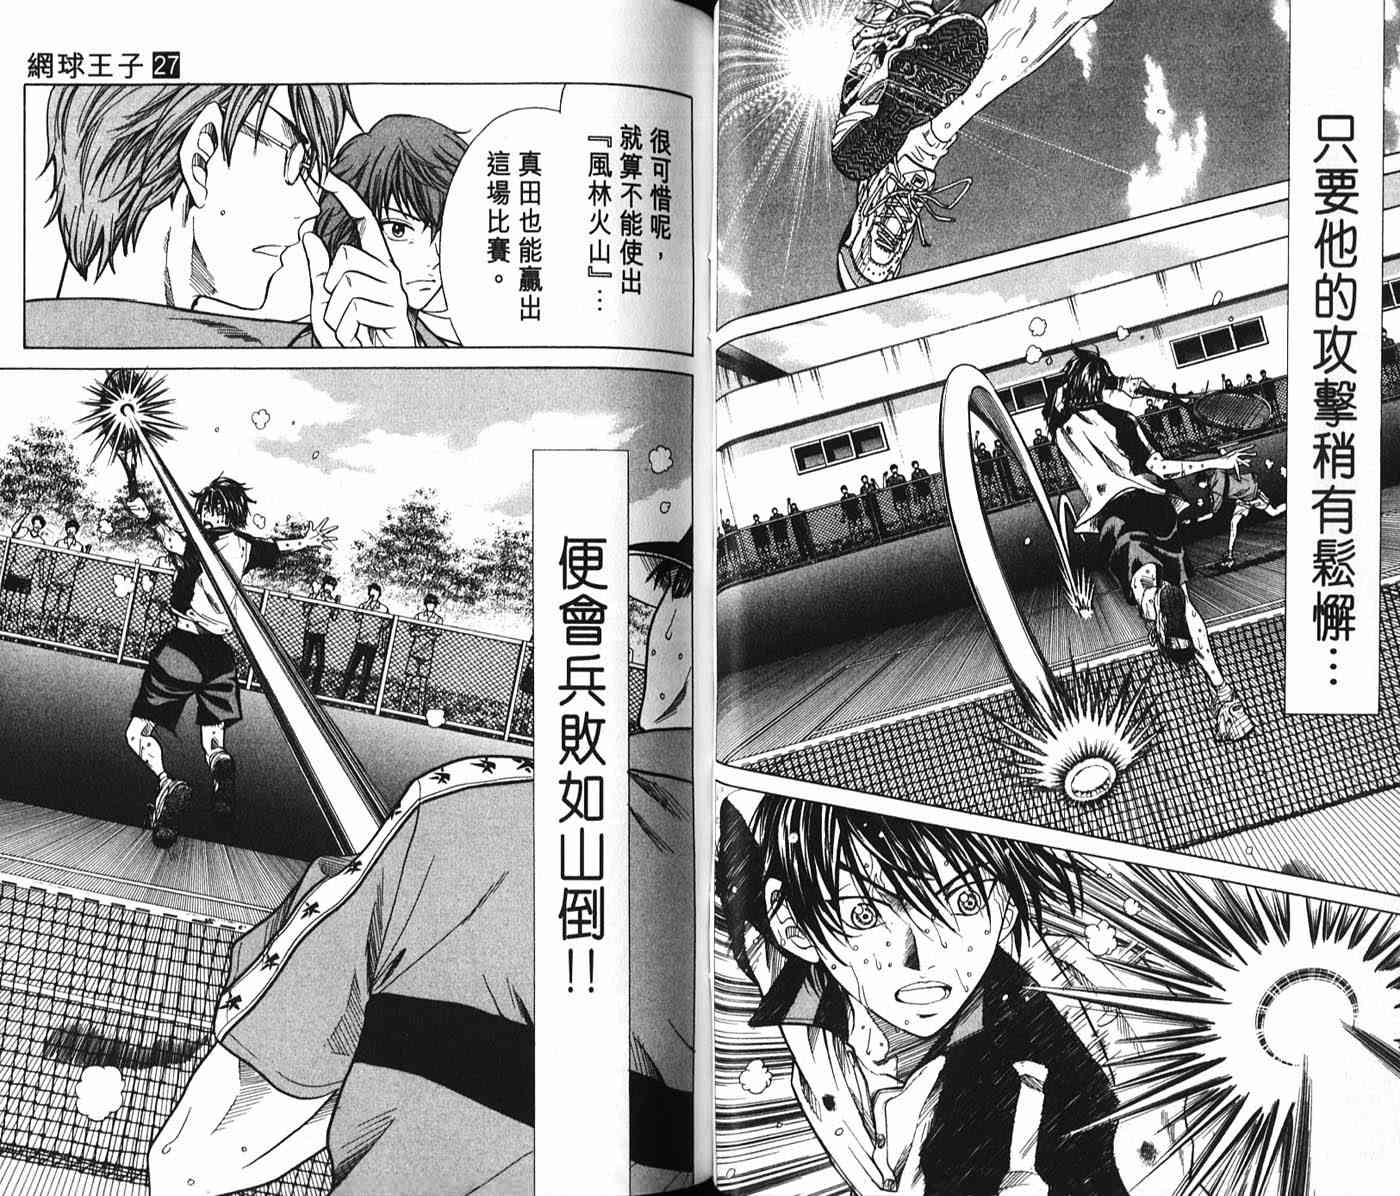 只要他的攻擊稍有鬆懈…
網球王子27
很可惜呢，
就算不能使出
『風林火山』…
真田也能贏出
這場比賽。
便會兵敗如山倒!!